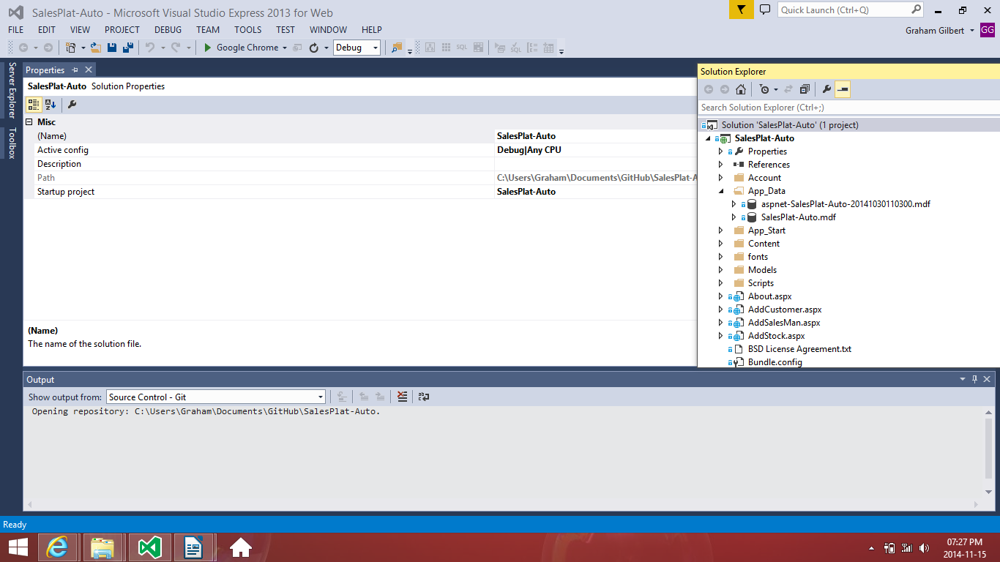 SalesPlat-Auto - Microsoft Visual Studio Express 2013 for Web
Quick Launch (Ctrl+Q)
FILE EDIT VIEW PROJECT DEBUG TEAM TOOLS TEST WINDOW HELP
Graham Gilbert GG
Google Chrome Debug SQL SQL
Server Explorer
Toolbox
Properties
SalesPlat-Auto Solution Properties
Misc
(Name) SalesPlat-Auto
Active config Debug|Any CPU
Description
Path C:\Users\Graham\Documents\GitHub\SalesPlat-A
Startup project SalesPlat-Auto
(Name)
The name of the solution file.
Solution Explorer
Search Solution Explorer (Ctrl+;)
Solution 'SalesPlat-Auto' (1 project)
SalesPlat-Auto
Properties
References
Account
App_Data
aspnet-SalesPlat-Auto-20141030110300.mdf
SalesPlat-Auto.mdf
App_Start
Content
fonts
Models
Scripts
About.aspx
AddCustomer.aspx
AddSalesMan.aspx
AddStock.aspx
BSD License Agreement.txt
Bundle.config
Output
Show output from: Source Control - Git
Opening repository: C:\Users\Graham\Documents\GitHub\SalesPlat-Auto.
Ready
07:27 PM
2014-11-15